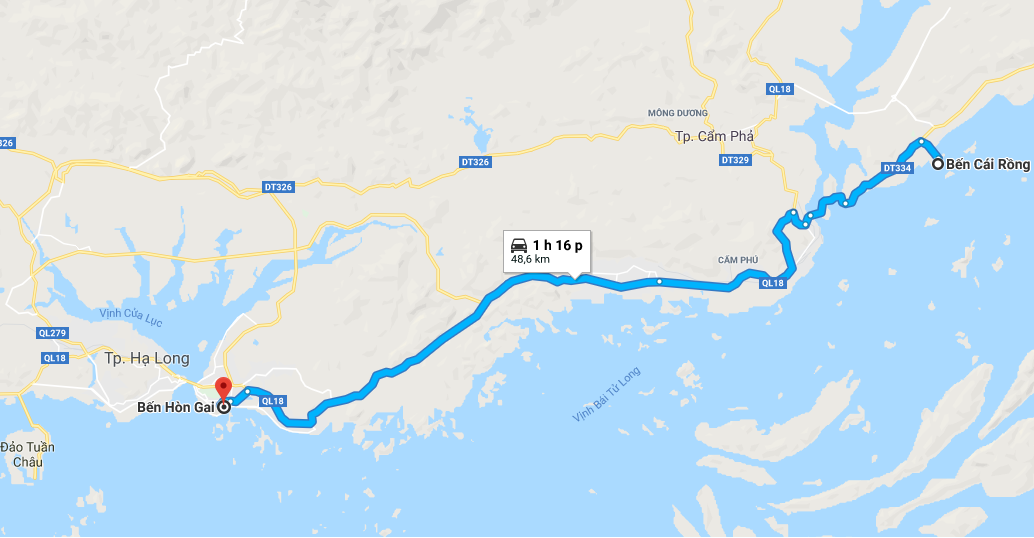 QL18
MÔNG DƯƠNG
Tp. Cẩm Phả
326
DT326
DT329
Bến Cái Rồng
DT334
DT326
1 h 16 p
48,6 km
CẨM PHÚ
QL18
Vịnh Cửa Lục
QL279
QL18
Tp. Hạ Long
Vịnh Bái Tử Long
QL18
Bến Hòn Gai
Đảo Tuần
Châu